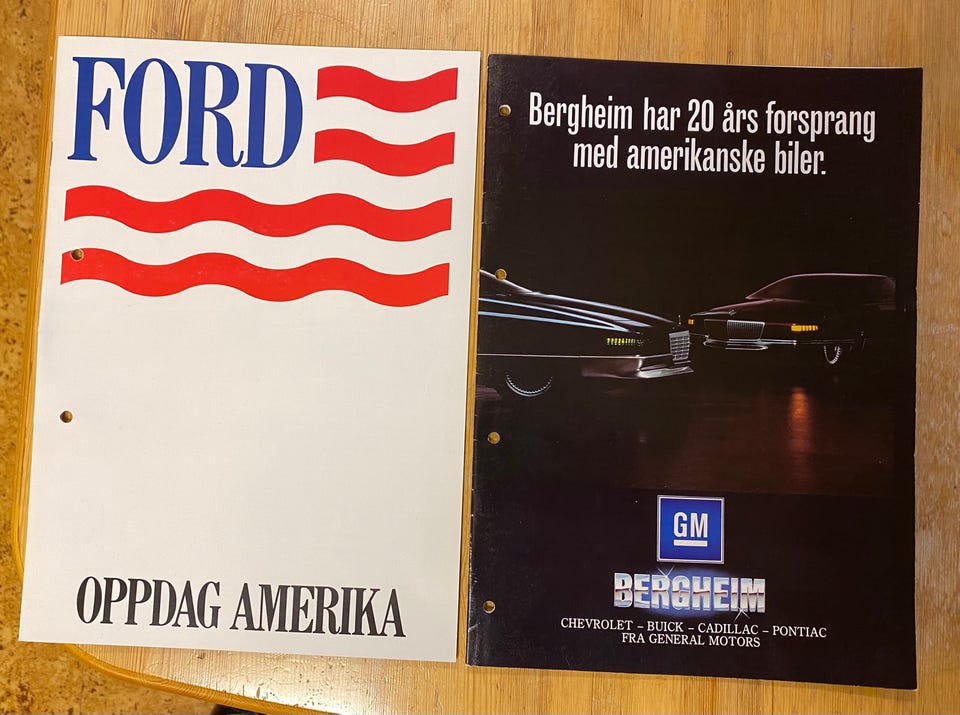 FORD
OPPDAG AMERIKA
Bergheim har 20 års forsprang
med amerikanske biler.
GM
BERGHEIM
CHEVROLET – BUICK – CADILLAC – PONTIAC
FRA GENERAL MOTORS